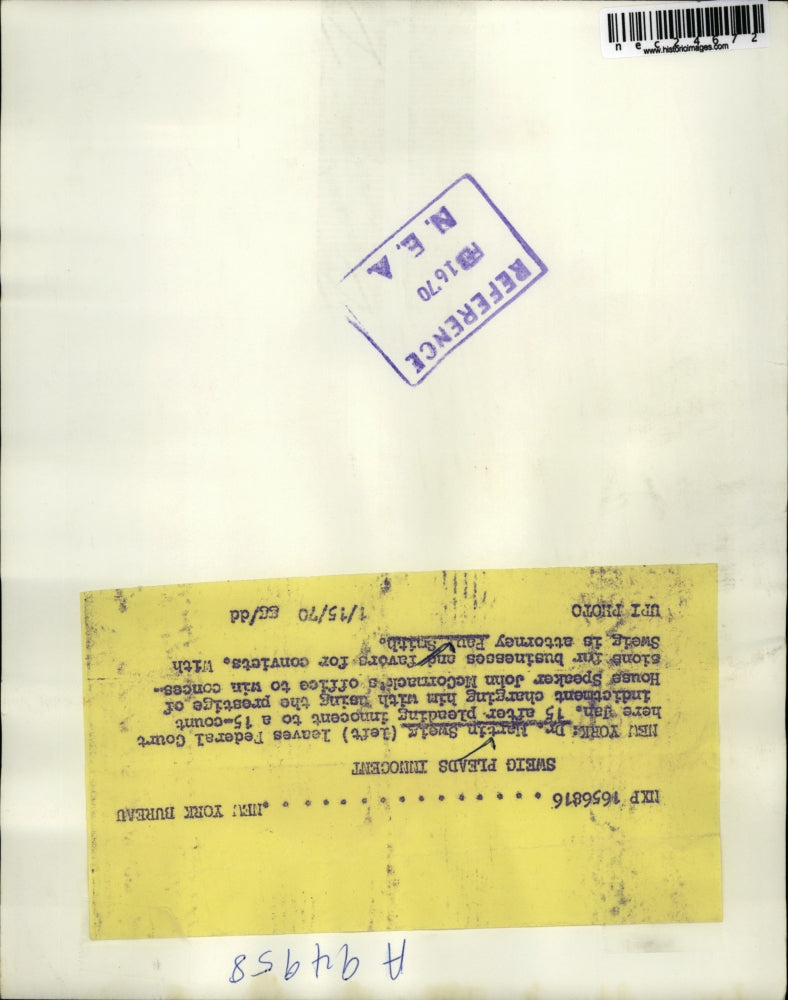 nec24672
www.historicimages.com
REFERENCE
FEB 16 70
N. E. A
NXP 1656816 . . . . . . . . . . . . . . . . NEW YORK BUREAU
SWEIG PLEADS INNOCENT
NEW YORK: Dr. Martin Sweig (left) leaves Federal Court
here Jan. 15 after pleading innocent to a 15-count
indictment charging him with using the prestige of
House Speaker John McCormack's office to win conces-
sions for businesses and favors for convicts. With
Sweig is attorney Paul Smith.
UPI PHOTO 1/15/70 gg/dd
A 94958